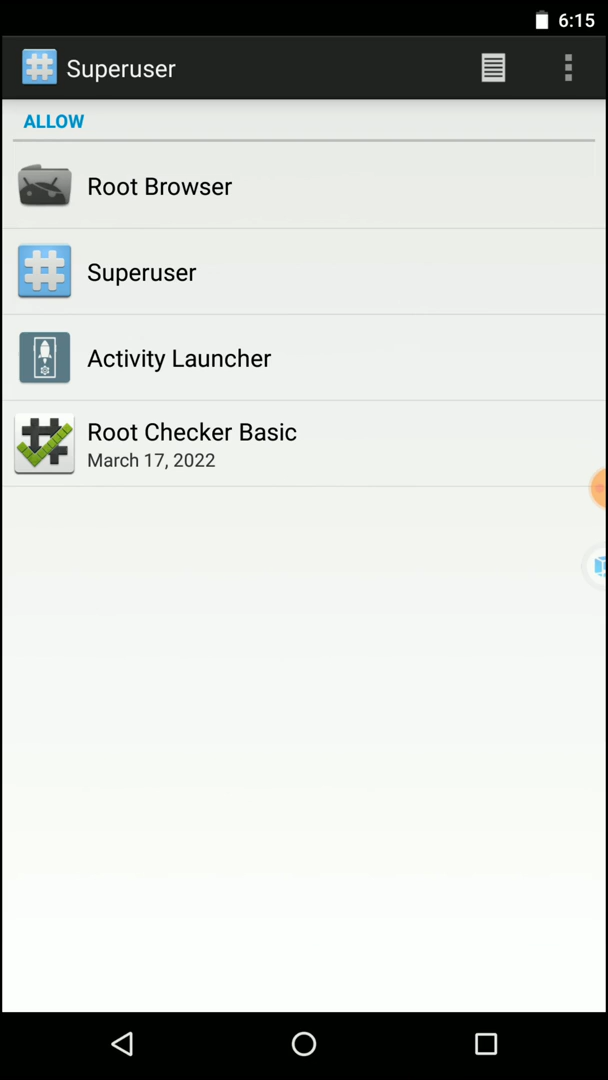 6:15
Superuser
ALLOW
Root Browser
Superuser
Activity Launcher
Root Checker Basic
March 17, 2022